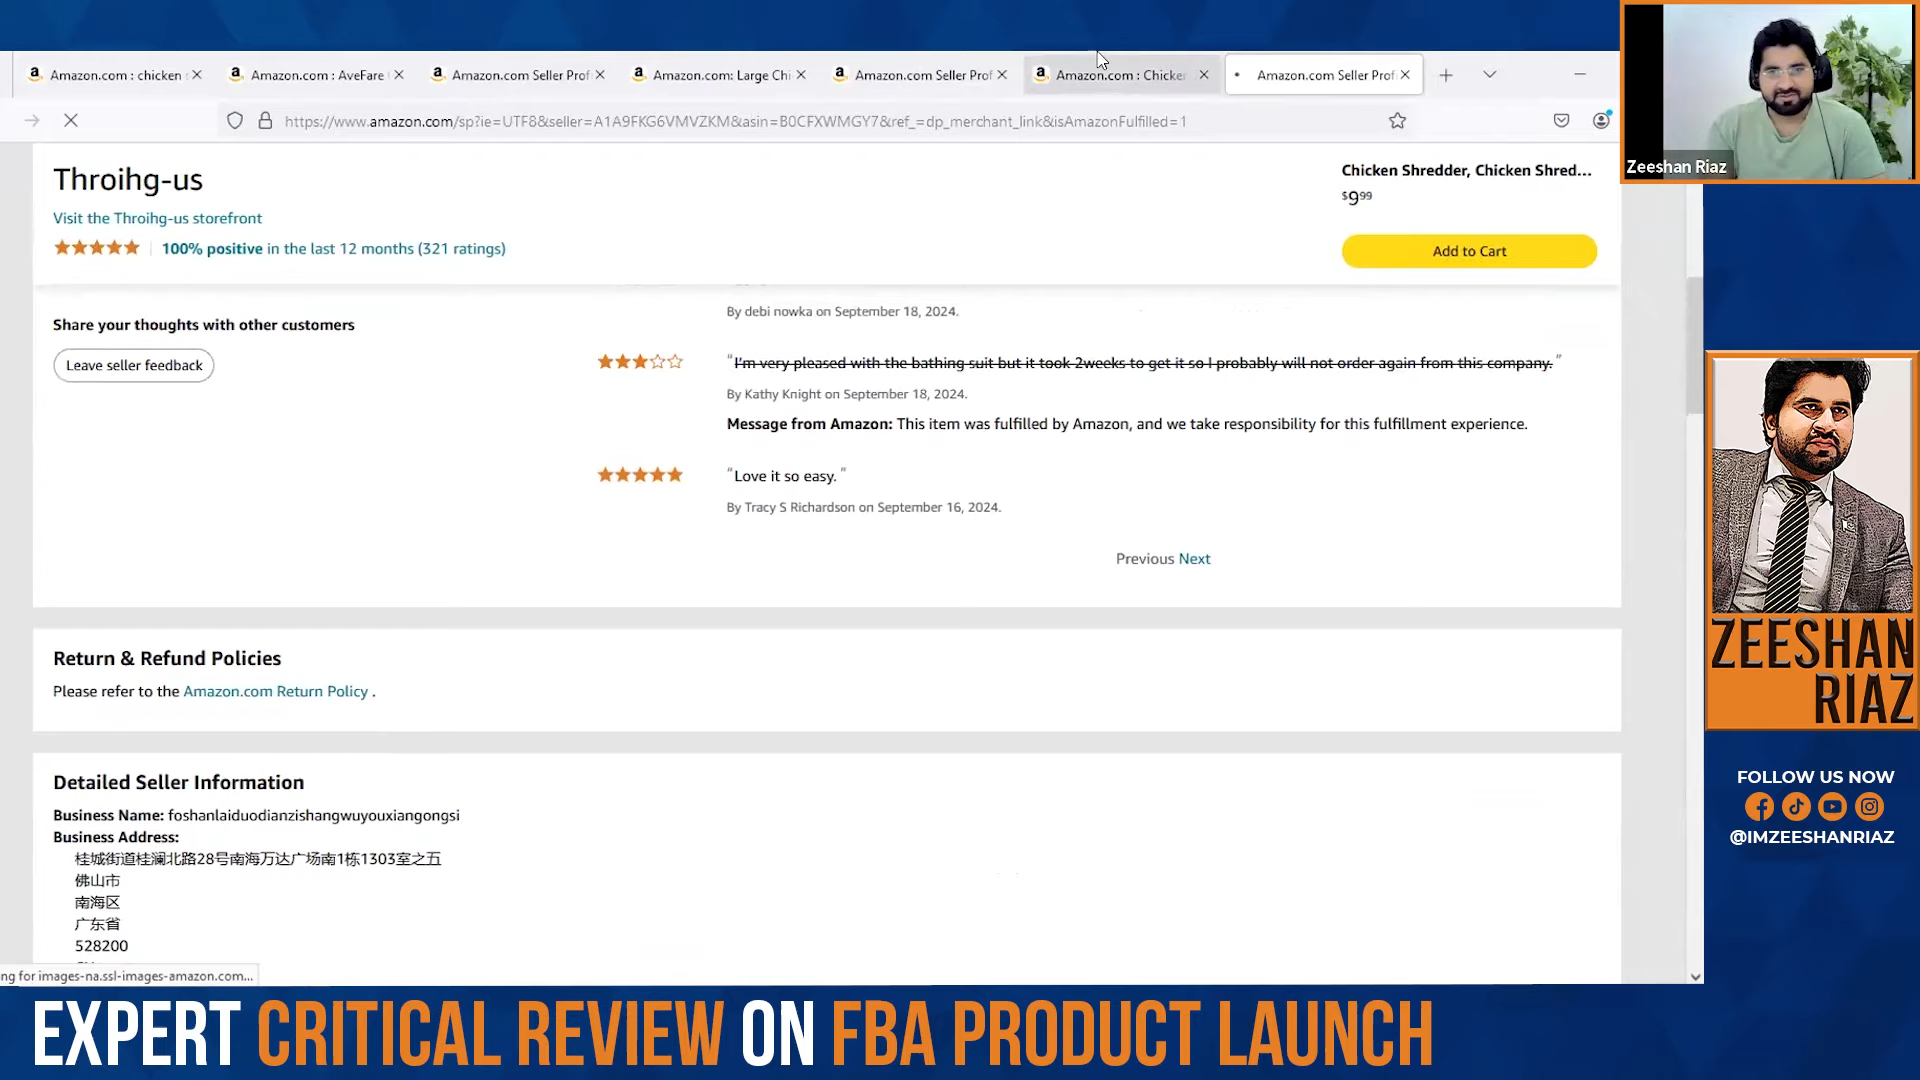 Amazon.com : chicken
Amazon.com : AveFare
Amazon.com Seller Prof
Amazon.com: Large Chi
Amazon.com Seller Prof
Amazon.com : Chicken
Amazon.com Seller Prof
https://www.amazon.com/sp?ie=UTF8&seller=A1A9FKG6VMVZKM&asin=B0CFXWMGY7&ref_=dp_merchant_link&isAmazonFulfilled=1
Zeeshan Riaz
Throihg-us
Visit the Throihg-us storefront
100% positive in the last 12 months (321 ratings)
Chicken Shredder, Chicken Shred...
$999
Add to Cart
Share your thoughts with other customers
Leave seller feedback
By debi nowka on September 18, 2024.
"I'm very pleased with the bathing suit but it took 2weeks to get it so I probably will not order again from this company."
By Kathy Knight on September 18, 2024.
Message from Amazon: This item was fulfilled by Amazon, and we take responsibility for this fulfillment experience.
"Love it so easy."
By Tracy S Richardson on September 16, 2024.
Previous Next
Return & Refund Policies
Please refer to the Amazon.com Return Policy .
Detailed Seller Information
Business Name: foshanlaiduodianzishangwuyouxiangongsi
Business Address:
桂城街道桂澜北路28号南海万达广场南1栋1303室之五
佛山市
南海区
广东省
528200
ng for images-na.ssl-images-amazon.com...
ZEESHAN
RIAZ
FOLLOW US NOW
@IMZEESHANRIAZ
EXPERT CRITICAL REVIEW ON FBA PRODUCT LAUNCH